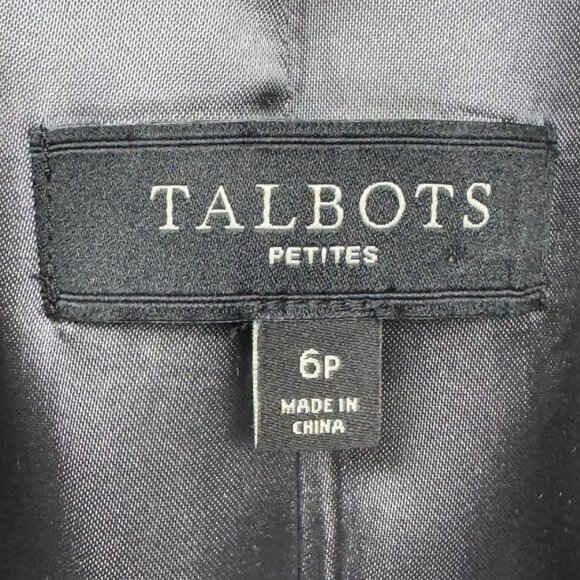 TALBOTS
PETITES
6P
MADE IN
CHINA